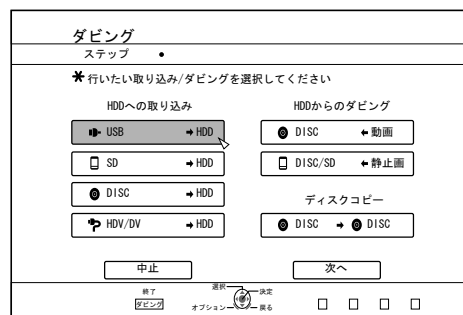 ダビング
ステップ
行いたい取り込み/ダビングを選択してください
HDDへの取り込み
USB ➡ HDD
SD ➡ HDD
DISC ➡ HDD
HDV/DV ➡ HDD
HDDからのダビング
DISC ⬅ 動画
DISC/SD ⬅ 静止画
ディスクコピー
DISC ➡ DISC
中止
次へ
終了
ダビング
選択
決定
オプション
戻る